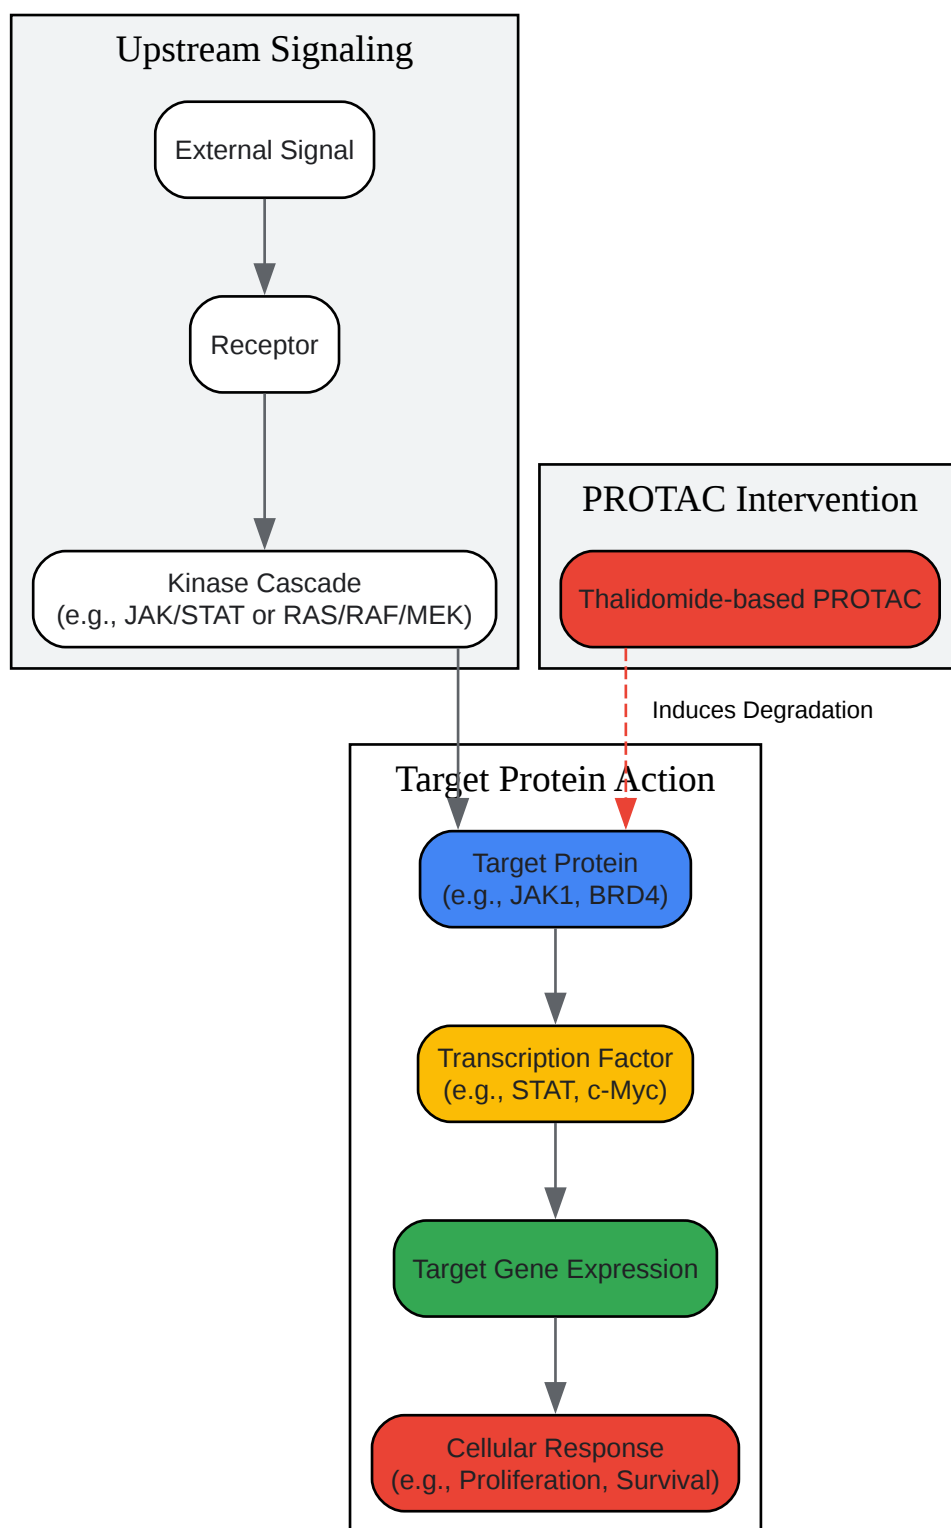 Upstream Signaling
External Signal
Receptor
Kinase Cascade
(e.g., JAK/STAT or RAS/RAF/MEK)
PROTAC Intervention
Thalidomide-based PROTAC
Induces Degradation
Target Protein Action
Target Protein
(e.g., JAK1, BRD4)
Transcription Factor
(e.g., STAT, c-Myc)
Target Gene Expression
Cellular Response
(e.g., Proliferation, Survival)